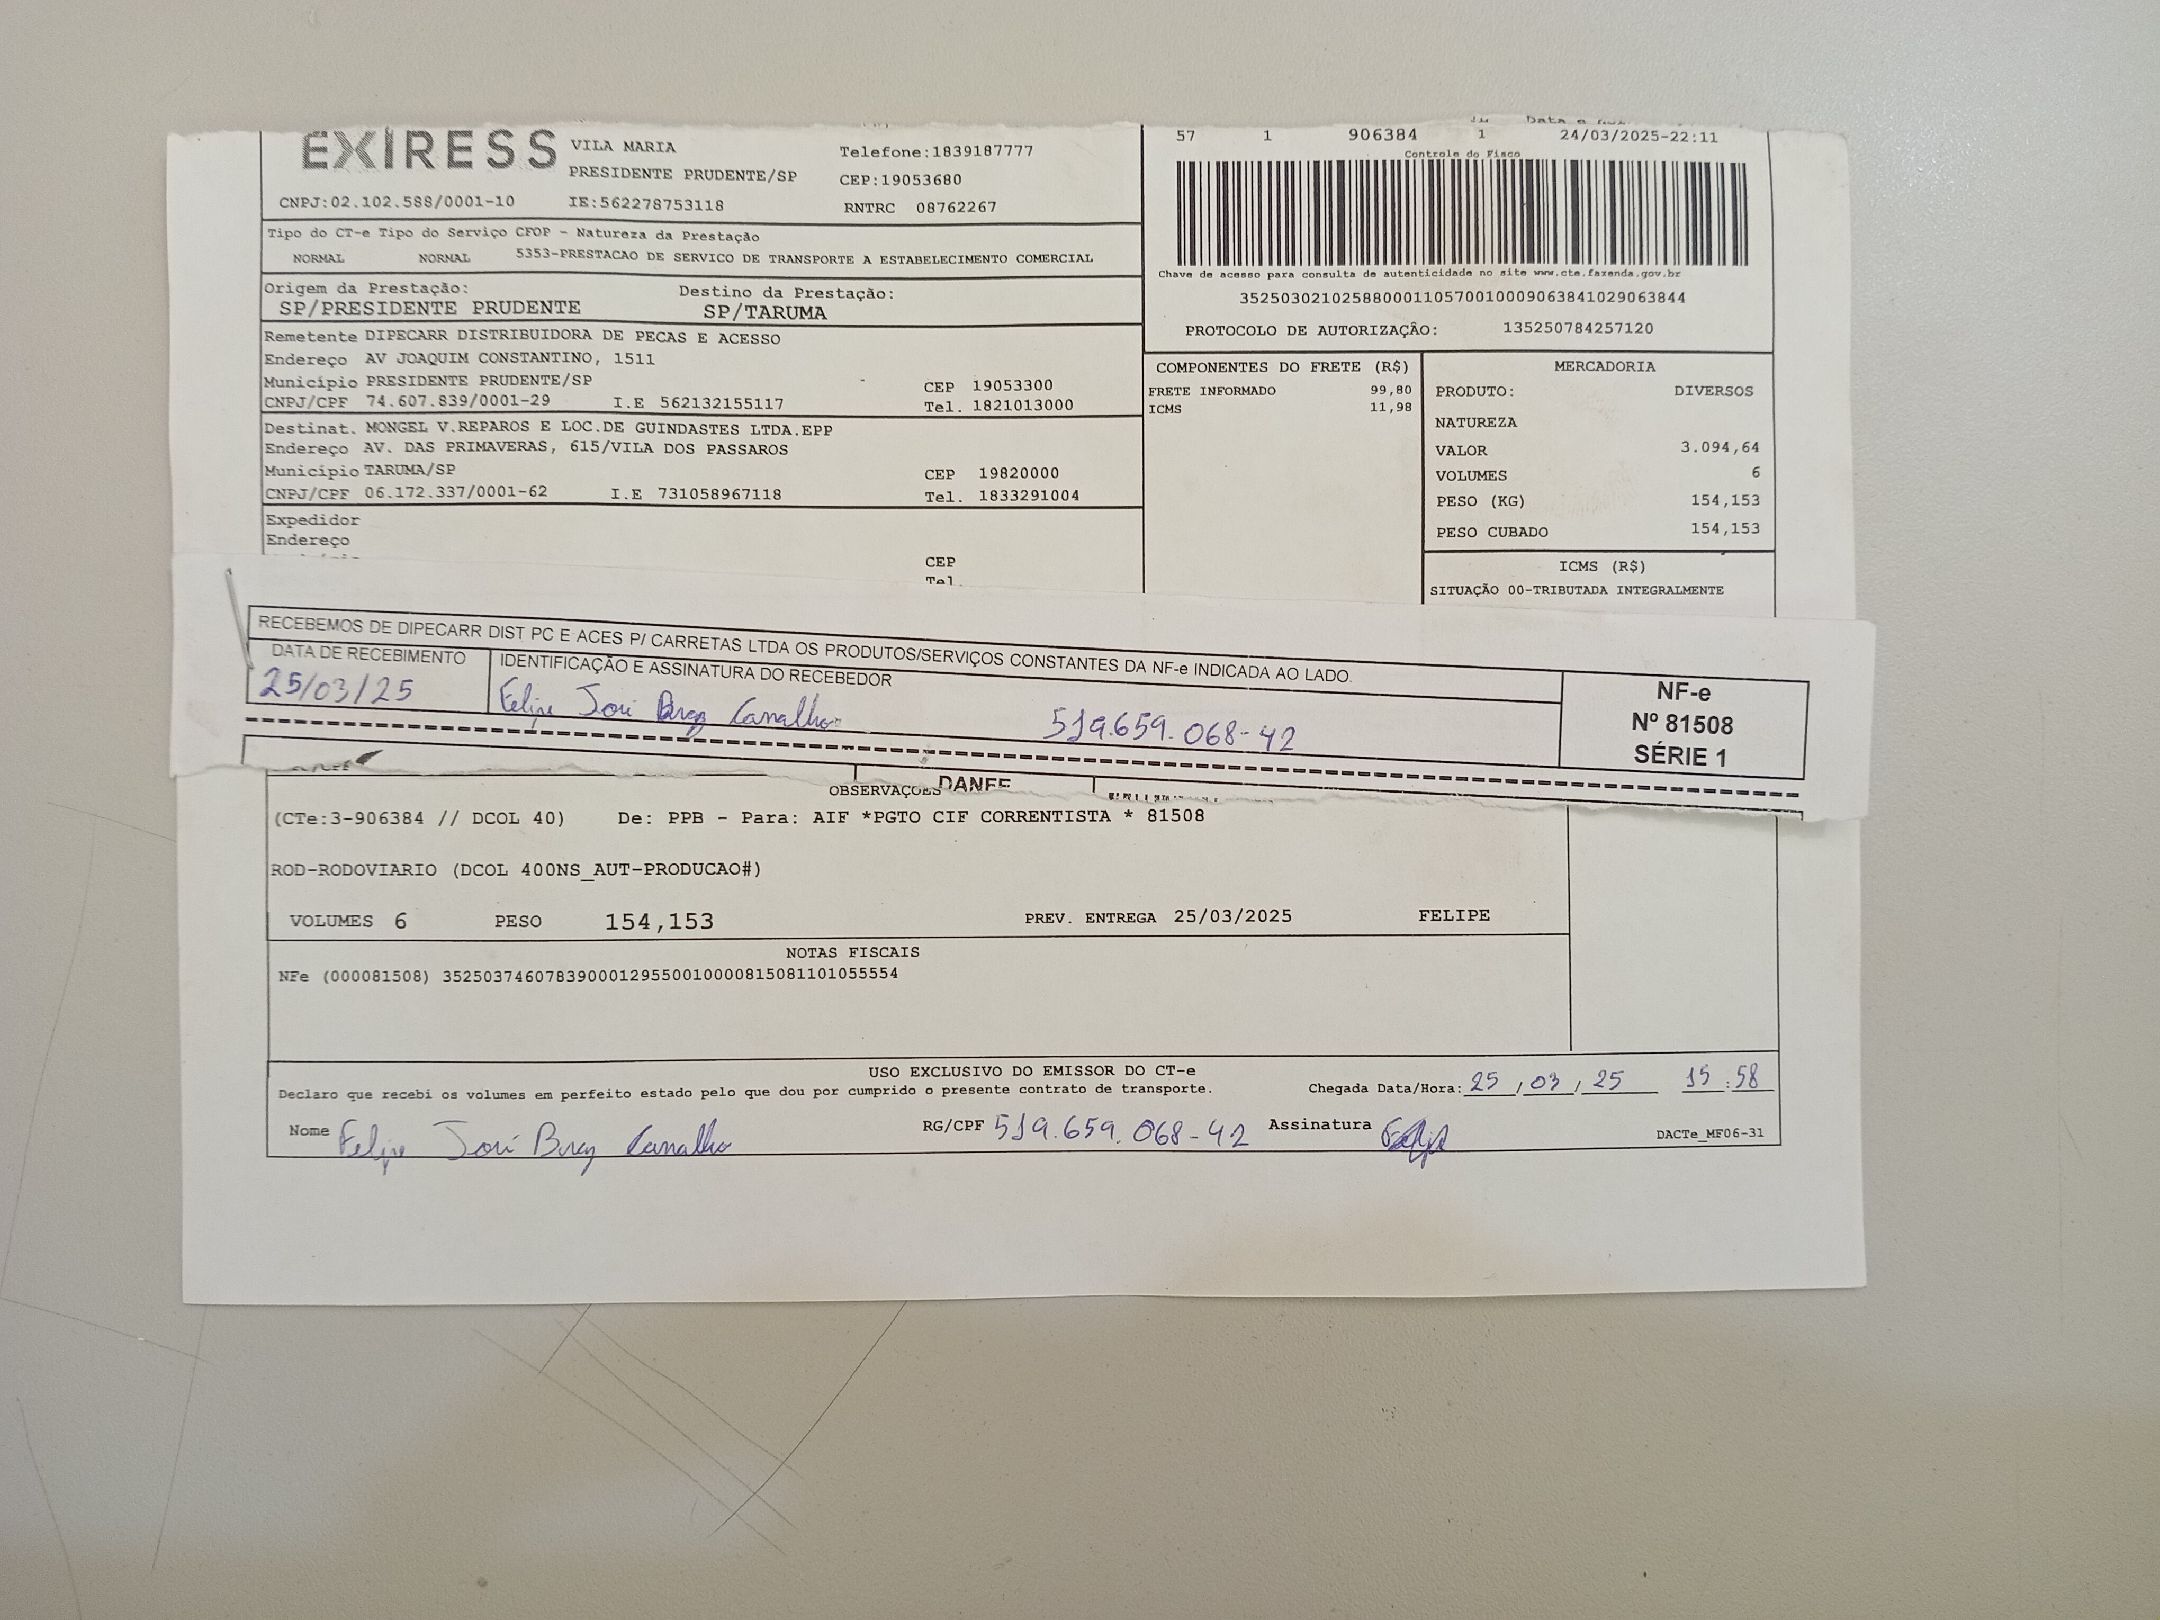 EXIRESS
VILA MARIA
PRESIDENTE PRUDENTE/SP
Telefone:1839187777
CEP:19053680
CNPJ:02.102.588/0001-10 IE:562278753118 RNTRC 08762267
57 1 906384 1 24/03/2025-22:11
Controle do Fisco
Chave de acesso para consulta de autenticidade no site www.cte.fazenda.gov.br
35250302102588000110570010009063841029063844
PROTOCOLO DE AUTORIZAÇÃO: 135250784257120
Tipo do CT-e Tipo do Serviço CFOP - Natureza da Prestação
NORMAL NORMAL 5353-PRESTACAO DE SERVICO DE TRANSPORTE A ESTABELECIMENTO COMERCIAL
Origem da Prestação: Destino da Prestação:
SP/PRESIDENTE PRUDENTE SP/TARUMA
Remetente DIPECARR DISTRIBUIDORA DE PECAS E ACESSO
Endereço AV JOAQUIM CONSTANTINO, 1511
Município PRESIDENTE PRUDENTE/SP CEP 19053300
CNPJ/CPF 74.607.839/0001-29 I.E 562132155117 Tel. 1821013000
Destinat. MONGEL V.REPAROS E LOC.DE GUINDASTES LTDA.EPP
Endereço AV. DAS PRIMAVERAS, 615/VILA DOS PASSAROS
Município TARUMA/SP CEP 19820000
CNPJ/CPF 06.172.337/0001-62 I.E 731058967118 Tel. 1833291004
Expedidor
Endereço
CEP
Tel.
COMPONENTES DO FRETE (R$)
FRETE INFORMADO 99,80
ICMS 11,98
MERCADORIA
PRODUTO: DIVERSOS
NATUREZA
VALOR 3.094,64
VOLUMES 6
PESO (KG) 154,153
PESO CUBADO 154,153
ICMS (R$)
SITUAÇÃO 00-TRIBUTADA INTEGRALMENTE
RECEBEMOS DE DIPECARR DIST PC E ACES P/ CARRETAS LTDA OS PRODUTOS/SERVIÇOS CONSTANTES DA NF-e INDICADA AO LADO.
DATA DE RECEBIMENTO IDENTIFICAÇÃO E ASSINATURA DO RECEBEDOR
25/03/25 Felipe Jori Braz Carvalho 519.659.068-42
NF-e
Nº 81508
SÉRIE 1
DANFE
OBSERVAÇOES
(CTe:3-906384 // DCOL 40) De: PPB - Para: AIF *PGTO CIF CORRENTISTA * 81508
ROD-RODOVIARIO (DCOL 400NS_AUT-PRODUCAO#)
VOLUMES 6 PESO 154,153 PREV. ENTREGA 25/03/2025 FELIPE
NOTAS FISCAIS
NFe (000081508) 35250374607839000129550010000815081101055554
USO EXCLUSIVO DO EMISSOR DO CT-e
Declaro que recebi os volumes em perfeito estado pelo que dou por cumprido o presente contrato de transporte. Chegada Data/Hora: 25/03/25 15:58
Nome Felipe Jori Braz Carvalho RG/CPF 519.659.068-42 Assinatura Felipe
DACTe_MF06-31